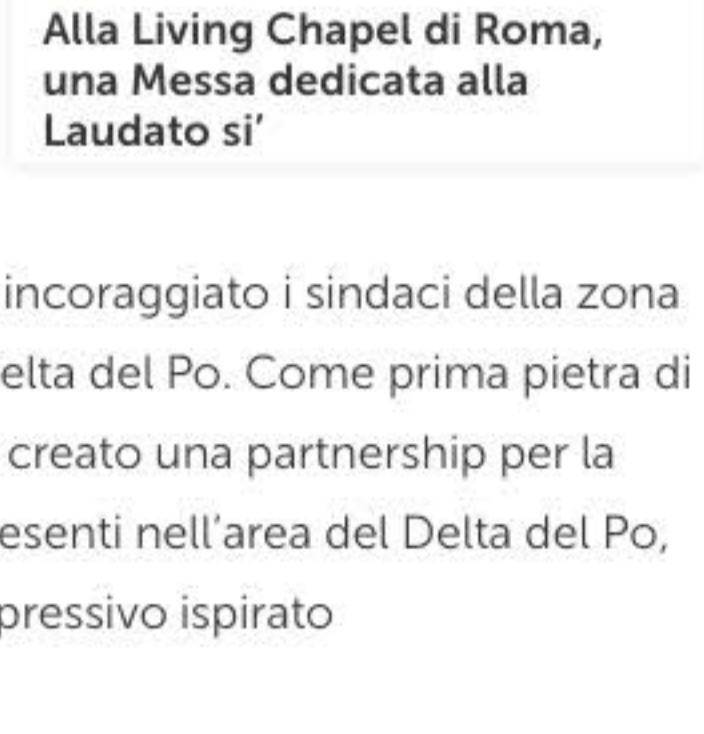 Alla Living Chapel di Roma,
una Messa dedicata alla
Laudato si’
incoraggiato i sindaci della zona
elta del Po. Come prima pietra di
creato una partnership per la
esenti nell’area del Delta del Po,
pressivo ispirato